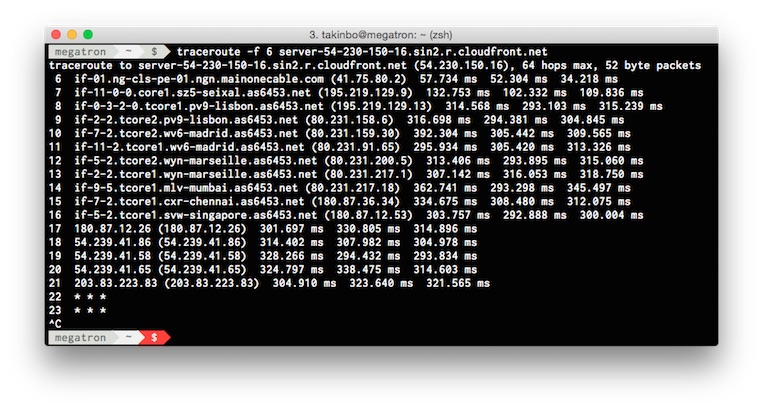 3. takinbo@megatron: ~ (zsh)
megatron ~ $ traceroute -f 6 server-54-230-150-16.sin2.r.cloudfront.net
traceroute to server-54-230-150-16.sin2.r.cloudfront.net (54.230.150.16), 64 hops max, 52 byte packets
6 if-01.ng-cls-pe-01.ngn.mainonecable.com (41.75.80.2) 57.734 ms 52.304 ms 34.218 ms
7 if-11-0-0.core1.sz5-seixal.as6453.net (195.219.129.9) 132.753 ms 102.332 ms 109.836 ms
8 if-0-3-2-0.tcore1.pv9-lisbon.as6453.net (195.219.129.13) 314.568 ms 293.103 ms 315.239 ms
9 if-2-2.tcore2.pv9-lisbon.as6453.net (80.231.158.6) 316.698 ms 294.381 ms 304.845 ms
10 if-7-2.tcore2.wv6-madrid.as6453.net (80.231.159.30) 392.304 ms 305.442 ms 309.565 ms
11 if-11-2.tcore1.wv6-madrid.as6453.net (80.231.91.65) 295.934 ms 305.420 ms 313.326 ms
12 if-5-2.tcore2.wyn-marseille.as6453.net (80.231.200.5) 313.406 ms 293.895 ms 315.060 ms
13 if-2-2.tcore1.wyn-marseille.as6453.net (80.231.217.1) 307.142 ms 316.053 ms 318.750 ms
14 if-9-5.tcore1.mlv-mumbai.as6453.net (80.231.217.18) 362.741 ms 293.298 ms 345.497 ms
15 if-7-2.tcore1.cxr-chennai.as6453.net (180.87.36.34) 334.675 ms 308.480 ms 312.075 ms
16 if-5-2.tcore1.svw-singapore.as6453.net (180.87.12.53) 303.757 ms 292.888 ms 300.004 ms
17 180.87.12.26 (180.87.12.26) 301.697 ms 330.805 ms 314.896 ms
18 54.239.41.86 (54.239.41.86) 314.402 ms 307.982 ms 304.978 ms
19 54.239.41.58 (54.239.41.58) 328.266 ms 294.432 ms 293.834 ms
20 54.239.41.65 (54.239.41.65) 324.797 ms 338.475 ms 314.603 ms
21 203.83.223.83 (203.83.223.83) 304.910 ms 323.640 ms 321.565 ms
22 * * *
23 * * *
^C
megatron ~ $